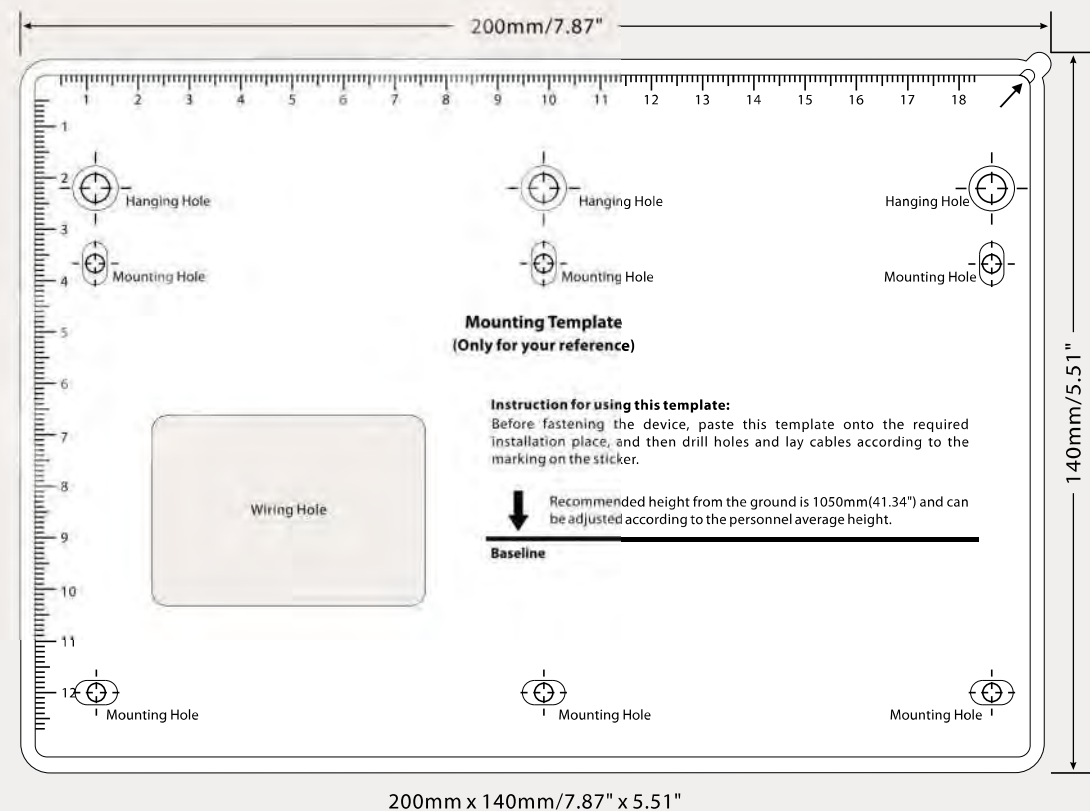 200mm/7.87"
1 2 3 4 5 6 7 8 9 10 11 12 13 14 15 16 17 18
1
2
Hanging Hole Hanging Hole Hanging Hole
3
Mounting Hole Mounting Hole Mounting Hole
4
Mounting Template
5
(Only for your reference)
6
Instruction for using this template:
Before fastening the device, paste this template onto the required
7
installation place, and then drill holes and lay cables according to the
marking on the sticker.
140mm/5.51"
8
Recommended height from the ground is 1050mm(41.34") and can
Wiring Hole
be adjusted according to the personnel average height.
9
Baseline
10
11
12
Mounting Hole Mounting Hole Mounting Hole
200mm x 140mm/7.87" x 5.51"